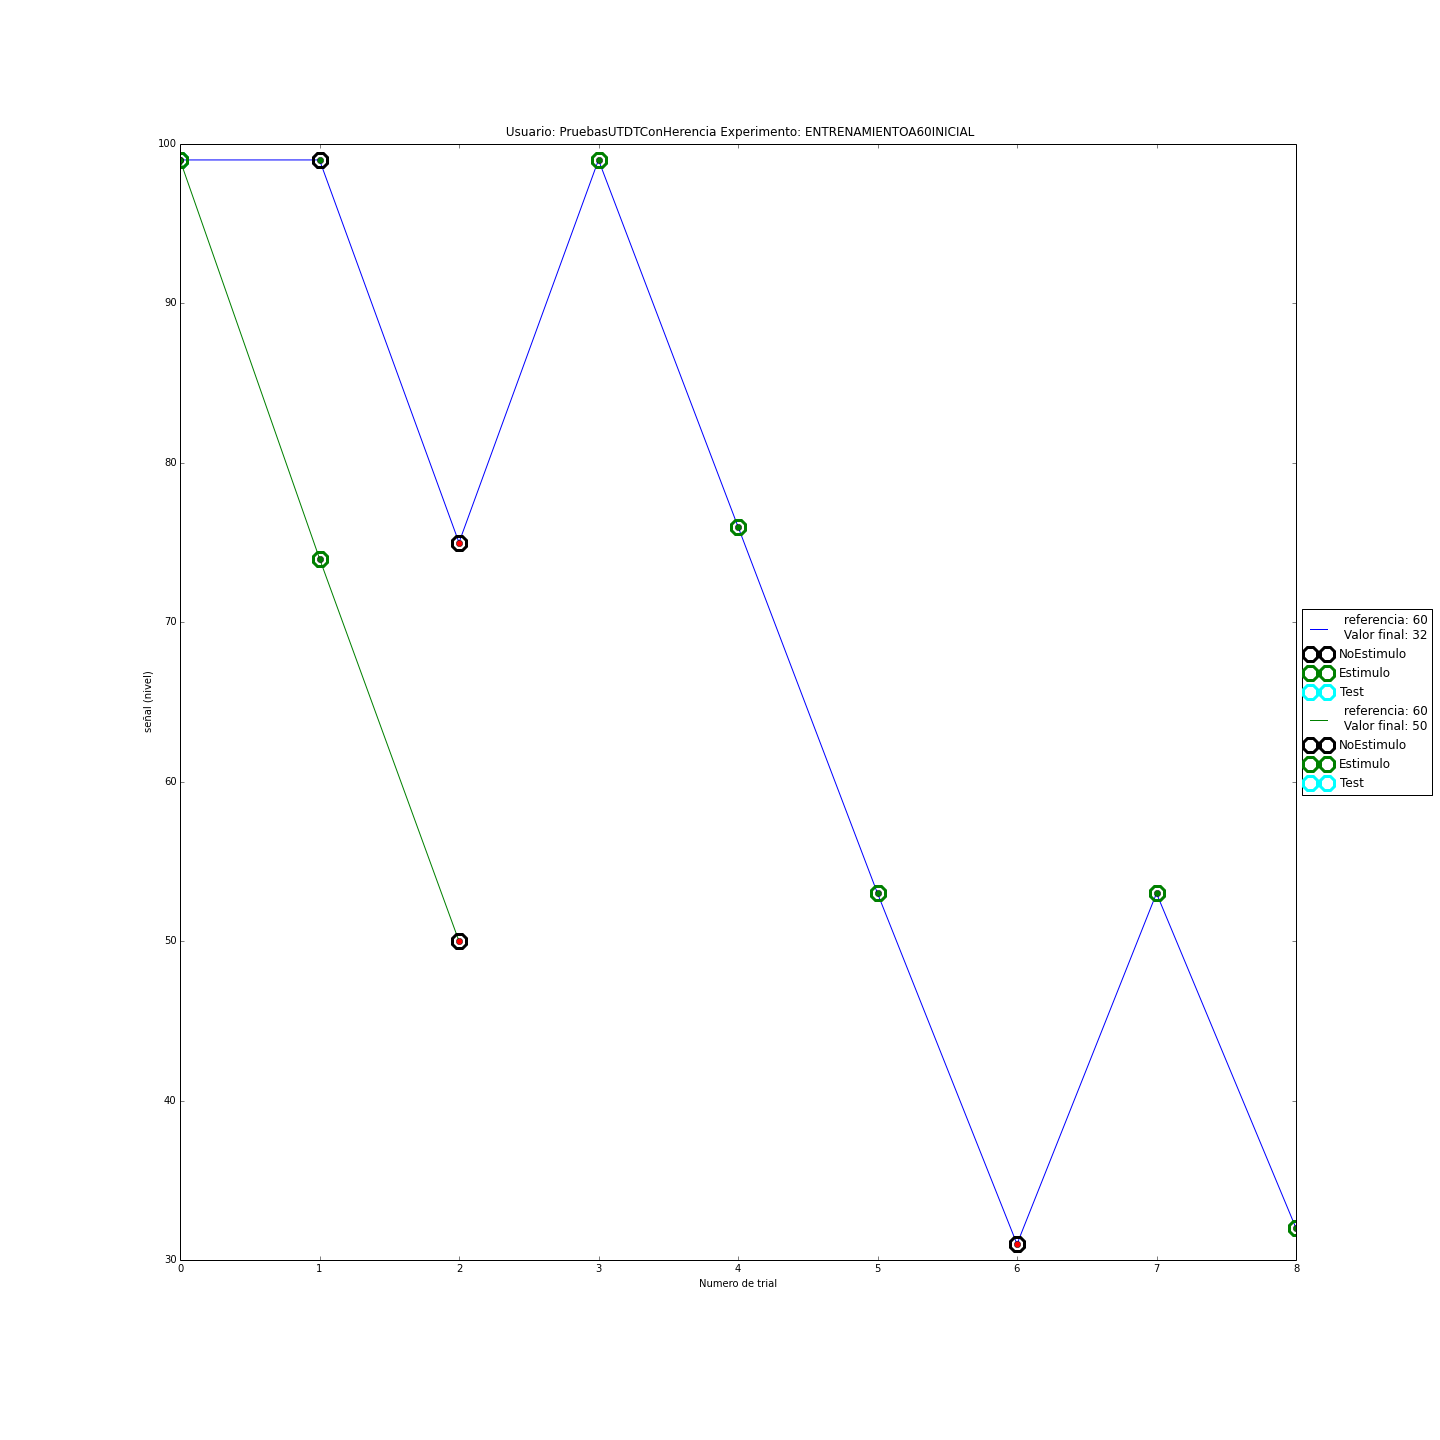 Usuario: PruebasUTDTConHerencia Experimento: ENTRENAMIENTOA60INICIAL
100
90
80
70
60
50
40
30
señal (nivel)
0 1 2 3 4 5 6 7 8
Numero de trial
referencia: 60
Valor final: 32
NoEstimulo
Estimulo
Test
referencia: 60
Valor final: 50
NoEstimulo
Estimulo
Test